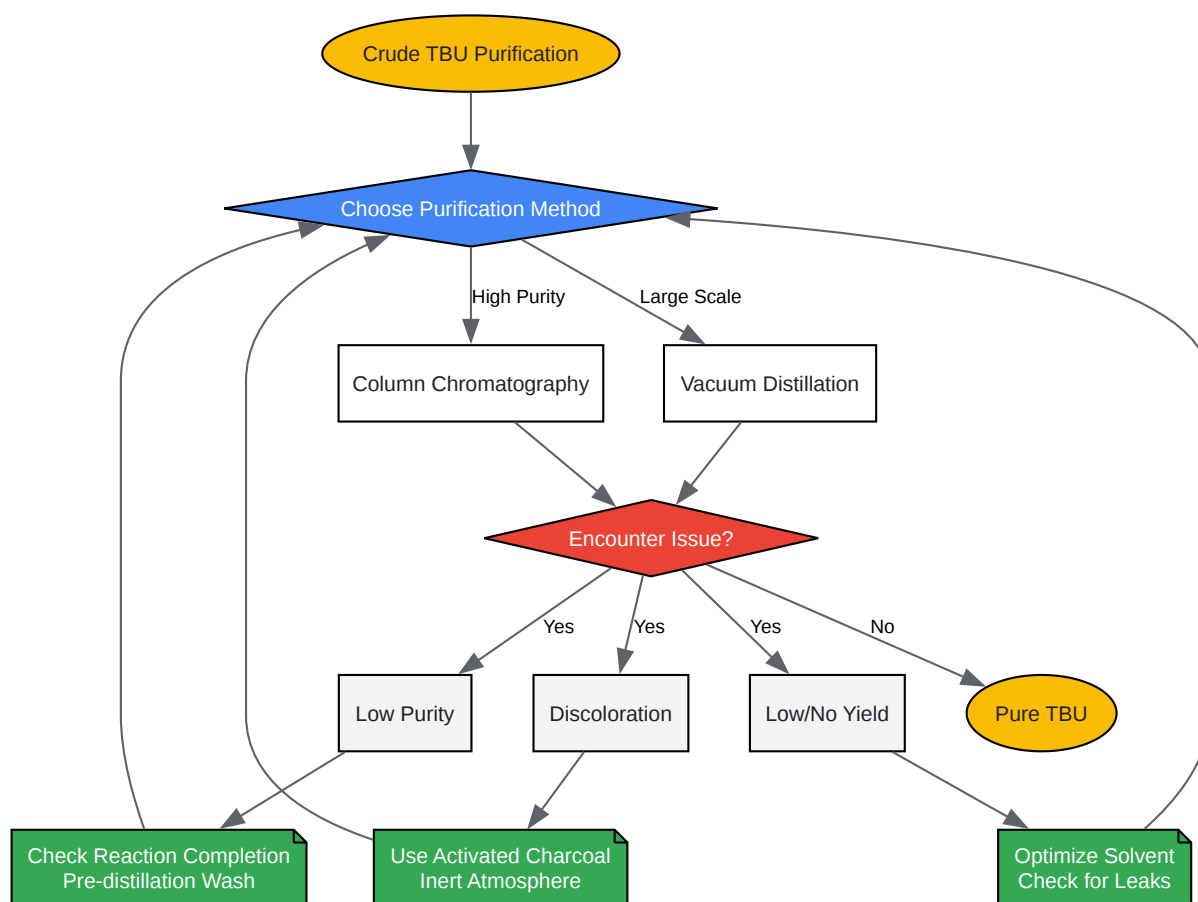 Crude TBU Purification
Choose Purification Method
High Purity
Large Scale
Column Chromatography
Vacuum Distillation
Encounter Issue?
Yes
Yes
Yes
No
Low Purity
Discoloration
Low/No Yield
Pure TBU
Check Reaction Completion
Pre-distillation Wash
Use Activated Charcoal
Inert Atmosphere
Optimize Solvent
Check for Leaks